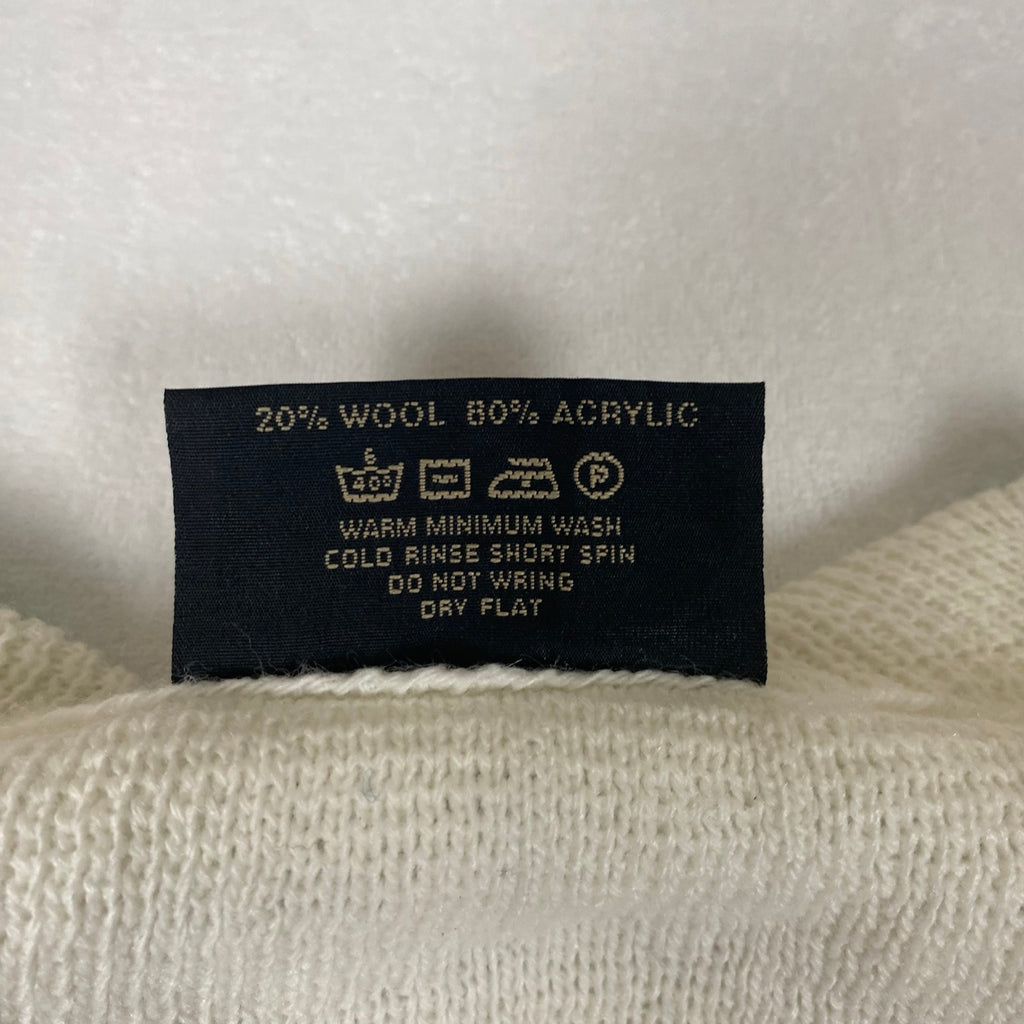 20% WOOL 80% ACRYLIC
40°
P
WARM MINIMUM WASH
COLD RINSE SHORT SPIN
DO NOT WRING
DRY FLAT